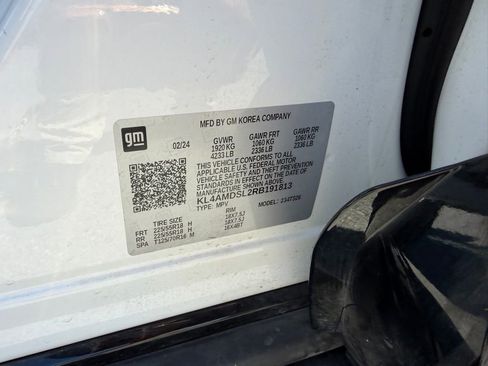 MFD BY GM KOREA COMPANY
gm
02/24 GVWR GAWR FRT GAWR RR
1920 KG 1060 KG 1060 KG
4233 LB 2336 LB 2336 LB
THIS VEHICLE CONFORMS TO ALL
APPLICABLE U.S. FEDERAL MOTOR
VEHICLE SAFETY AND THEFT PREVENTION
STANDARDS IN EFFECT ON THE DATE OF
MANUFACTURE SHOWN ABOVE.
KL4AMDSL2RB191813
TYPE: MPV MODEL:
TIRE SIZE RIM
FRT 225/55R18 H 18X7.5J
RR 225/55R18 H 18X7.5J
SPA T125/70R16 M 16X4BT